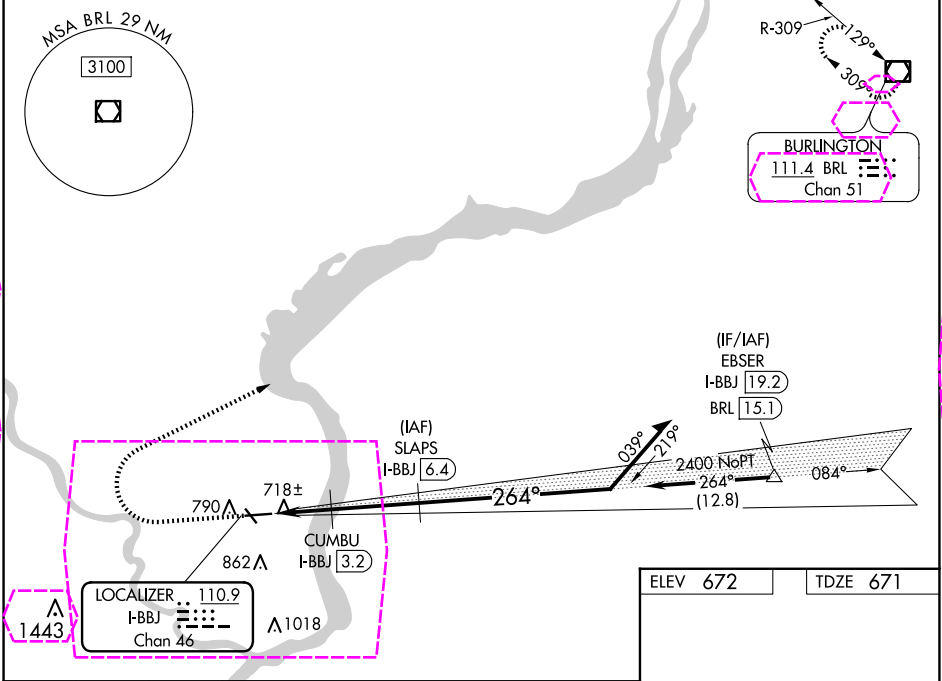 MSA BRL 29 NM
3100
R-309
129°
309°
BURLINGTON
111.4 BRL
Chan 51
(IF/IAF)
EBSER
I-BBJ 19.2
BRL 15.1
(IAF)
SLAPS
I-BBJ 6.4
039°
219°
2400 NoPT
264°
(12.8)
084°
264°
790
718±
CUMBU
I-BBJ 3.2
862
LOCALIZER 110.9
I-BBJ
Chan 46
1443
1018
ELEV 672
TDZE 671